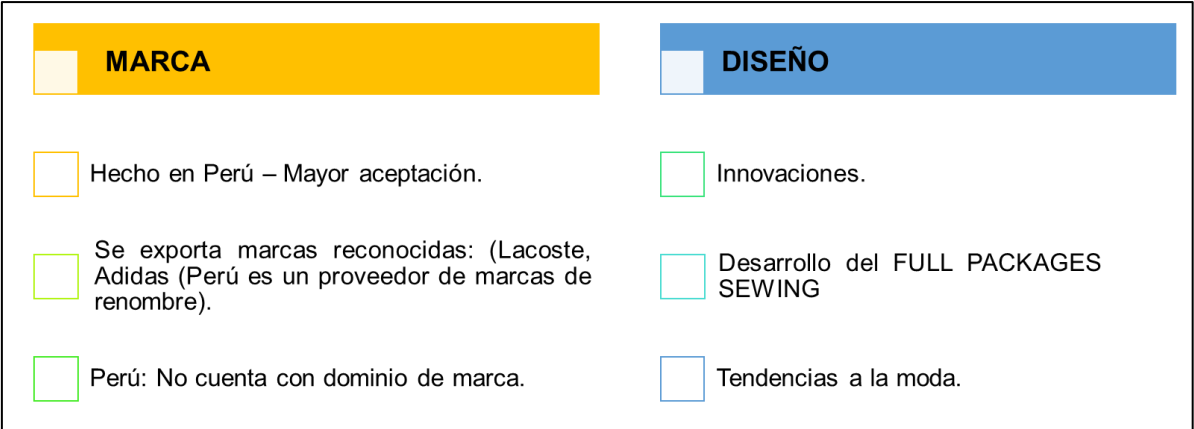 MARCA
Hecho en Perú – Mayor aceptación.
Se exporta marcas reconocidas: (Lacoste,
Adidas (Perú es un proveedor de marcas de
renombre).
Perú: No cuenta con dominio de marca.
DISEÑO
Innovaciones.
Desarrollo del FULL PACKAGES
SEWING
Tendencias a la moda.